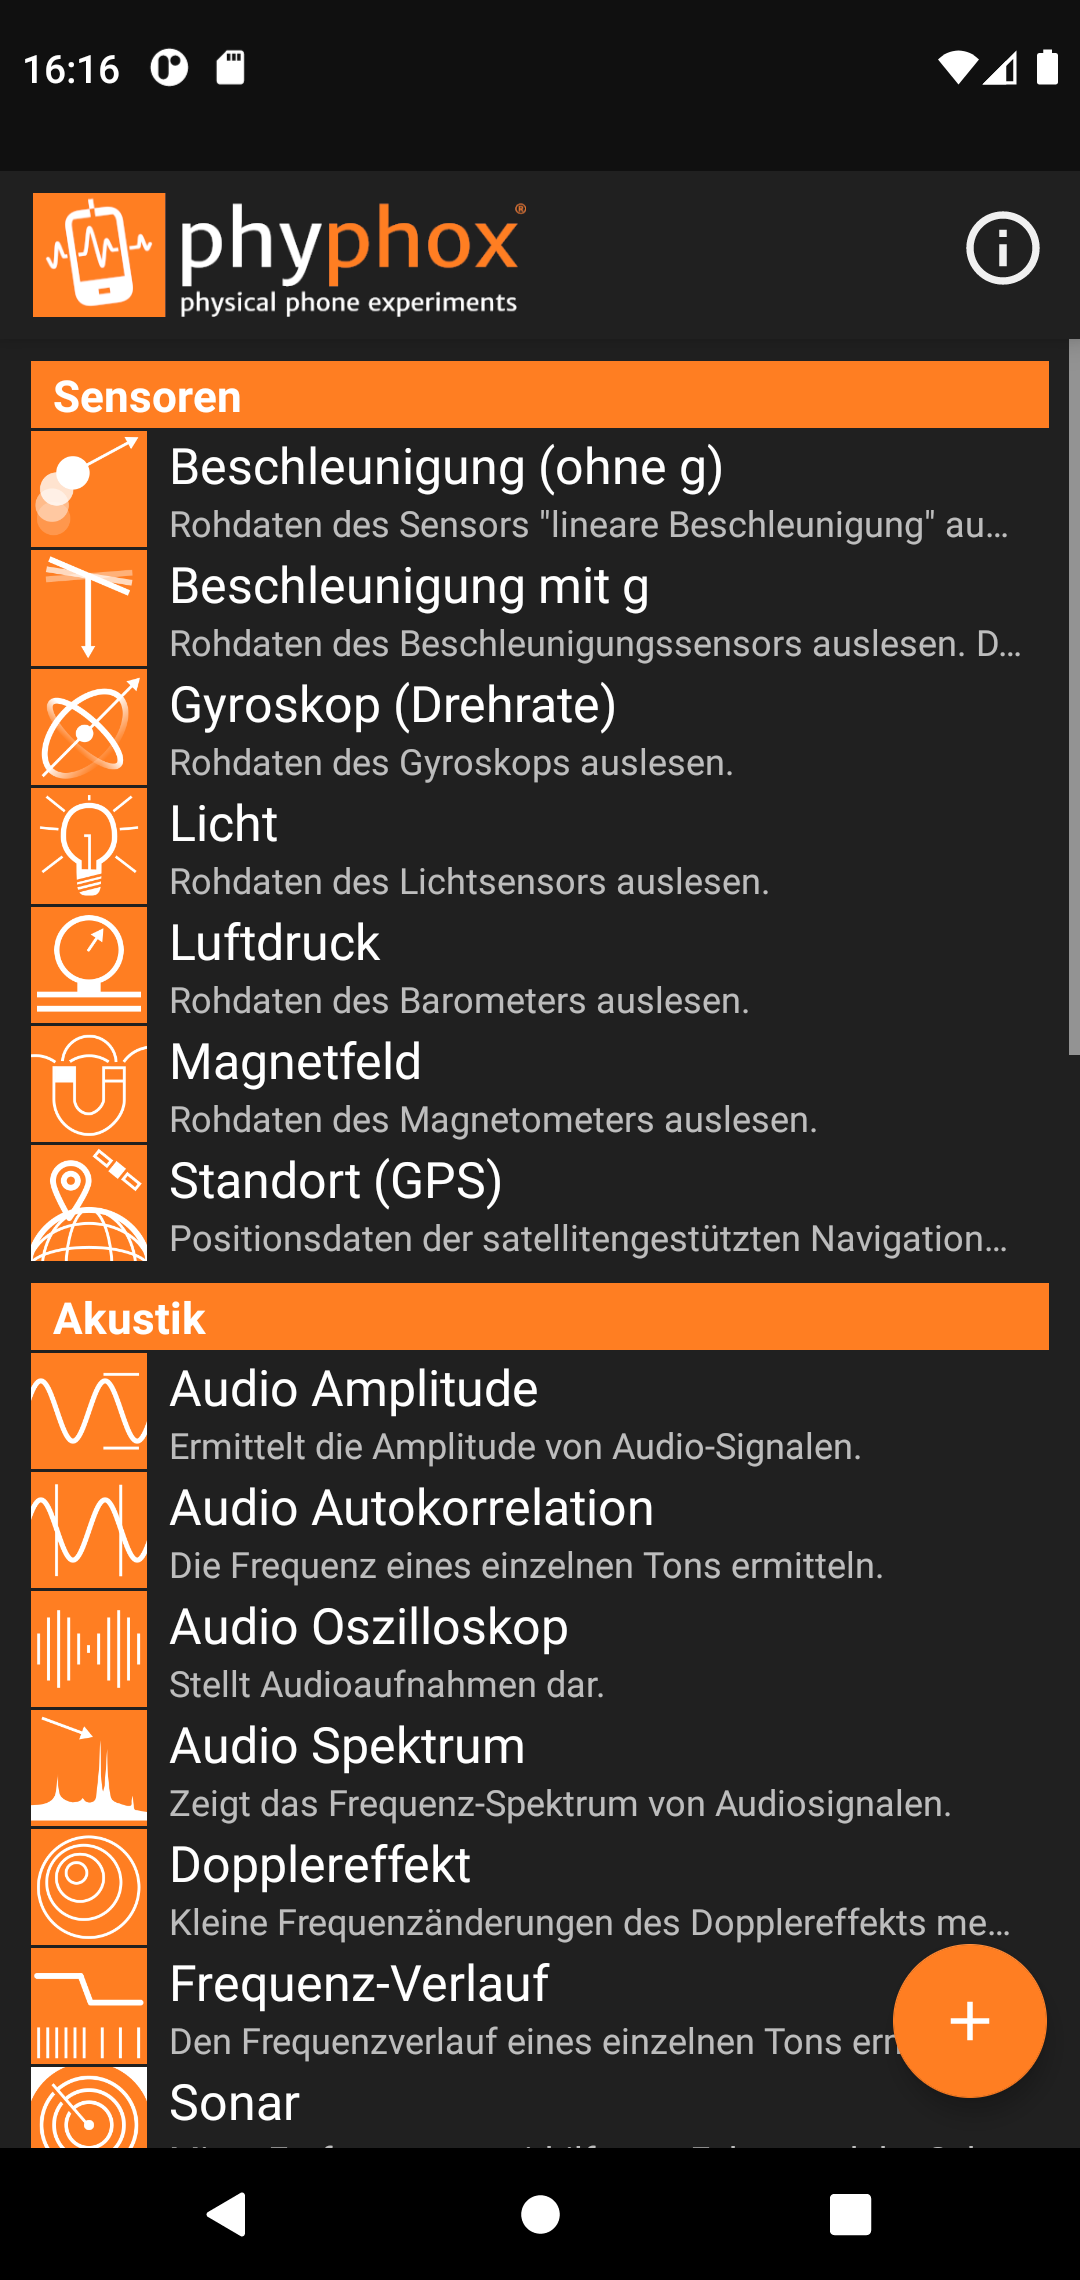 16:16
phyphox®
physical phone experiments
Sensoren
Beschleunigung (ohne g)
Rohdaten des Sensors "lineare Beschleunigung" au…
Beschleunigung mit g
Rohdaten des Beschleunigungssensors auslesen. D…
Gyroskop (Drehrate)
Rohdaten des Gyroskops auslesen.
Licht
Rohdaten des Lichtsensors auslesen.
Luftdruck
Rohdaten des Barometers auslesen.
Magnetfeld
Rohdaten des Magnetometers auslesen.
Standort (GPS)
Positionsdaten der satellitengestützten Navigation…
Akustik
Audio Amplitude
Ermittelt die Amplitude von Audio-Signalen.
Audio Autokorrelation
Die Frequenz eines einzelnen Tons ermitteln.
Audio Oszilloskop
Stellt Audioaufnahmen dar.
Audio Spektrum
Zeigt das Frequenz-Spektrum von Audiosignalen.
Dopplereffekt
Kleine Frequenzänderungen des Dopplereffekts me…
Frequenz-Verlauf
Den Frequenzverlauf eines einzelnen Tons
Sonar